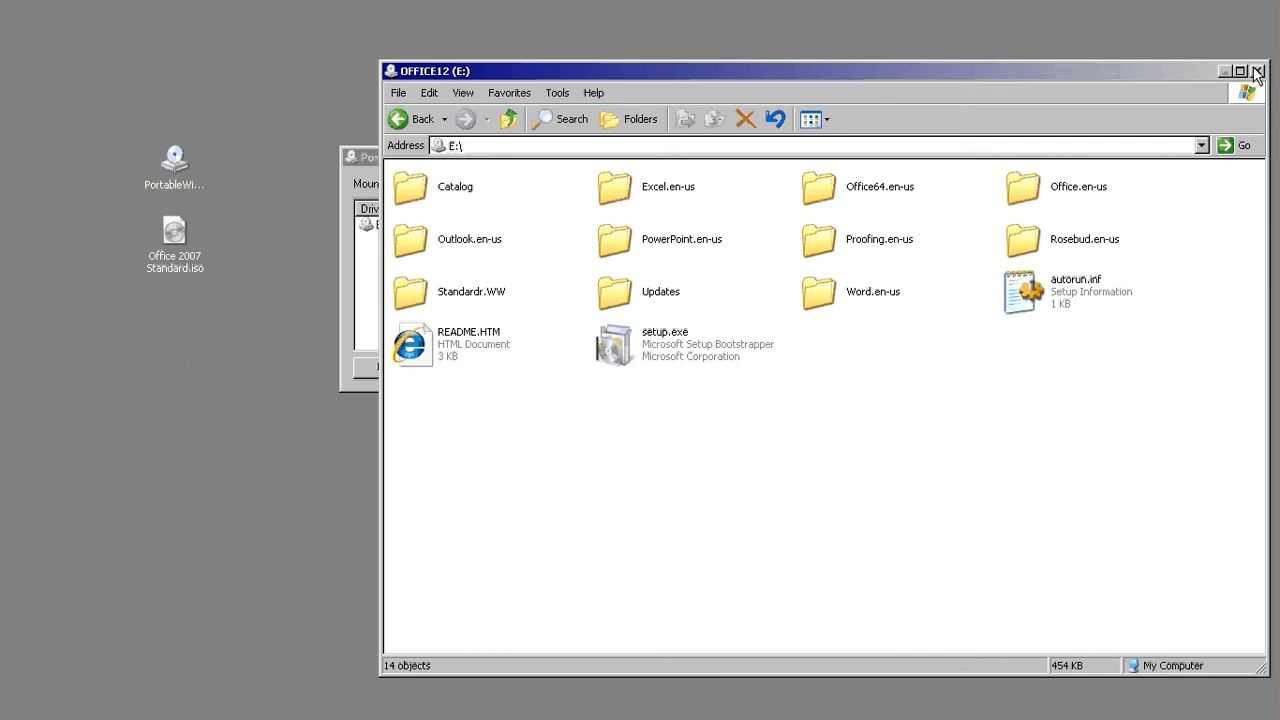 OFFICE12 (E:)
File Edit View Favorites Tools Help
Back Search Folders
Address E:\ Go
Catalog
Excel.en-us
Office64.en-us
Office.en-us
Outlook.en-us
PowerPoint.en-us
Proofing.en-us
Rosebud.en-us
Standardr.WW
Updates
Word.en-us
autorun.inf
Setup Information
1 KB
README.HTM
HTML Document
3 KB
setup.exe
Microsoft Setup Bootstrapper
Microsoft Corporation
14 objects
454 KB
My Computer
PortableWi...
Office 2007
Standard.iso
Po
Moun
Driv